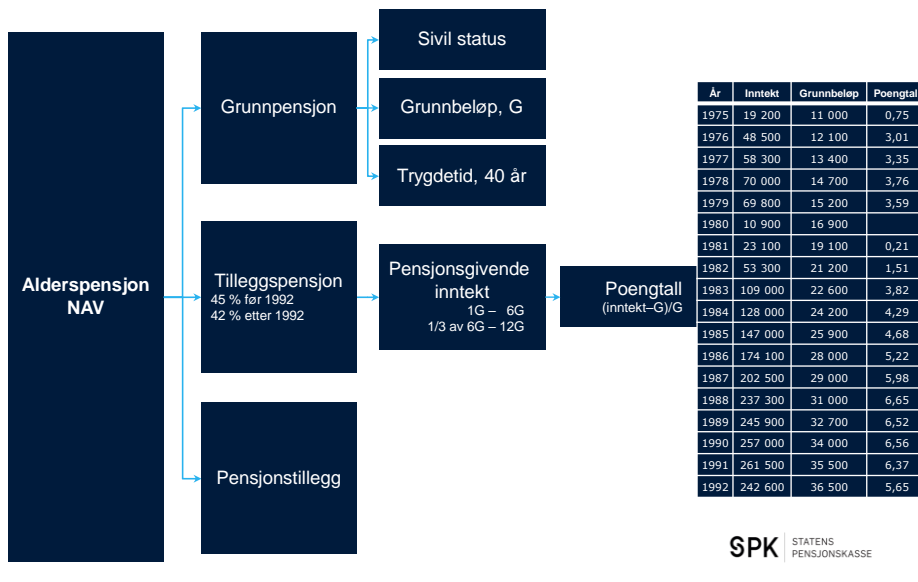 Alderspensjon
NAV
Grunnpensjon
Sivil status
Grunnbeløp, G
Trygdetid, 40 år
Tilleggspensjon
45 % før 1992
42 % etter 1992
Pensjonsgivende
inntekt
1G – 6G
1/3 av 6G – 12G
Poengtall
(inntekt–G)/G
Pensjonstillegg
År Inntekt Grunnbeløp Poengtal
1975 19 200 11 000 0,75
1976 48 500 12 100 3,01
1977 58 300 13 400 3,35
1978 70 000 14 700 3,76
1979 69 800 15 200 3,59
1980 10 900 16 900
1981 23 100 19 100 0,21
1982 53 300 21 200 1,51
1983 109 000 22 600 3,82
1984 128 000 24 200 4,29
1985 147 000 25 900 4,68
1986 174 100 28 000 5,22
1987 202 500 29 000 5,98
1988 237 300 31 000 6,65
1989 245 900 32 700 6,52
1990 257 000 34 000 6,56
1991 261 500 35 500 6,37
1992 242 600 36 500 5,65
SPK STATENS
PENSJONSKASSE